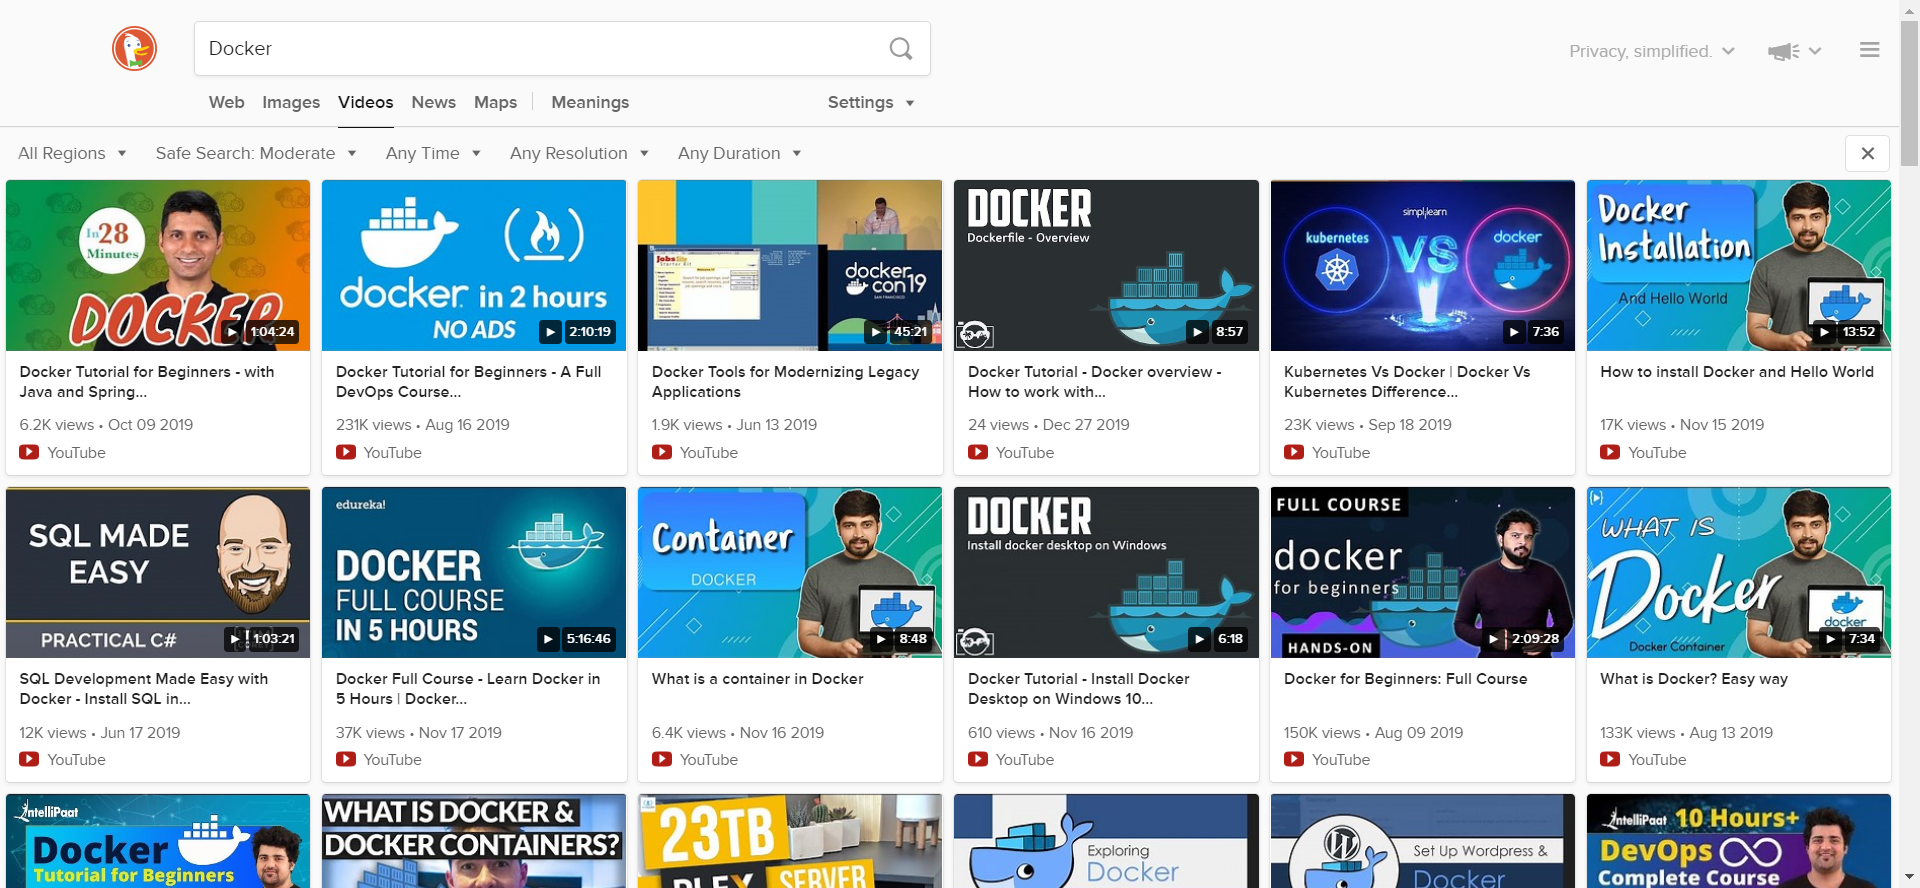 Docker
Privacy, simplified.
Web Images Videos News Maps Meanings Settings
All Regions Safe Search: Moderate Any Time Any Resolution Any Duration
In 28
Minutes
DOCKER
1:04:24
Docker Tutorial for Beginners - with
Java and Spring...
6.2K views • Oct 09 2019
YouTube
docker in 2 hours
NO ADS
2:10:19
Docker Tutorial for Beginners - A Full
DevOps Course...
231K views • Aug 16 2019
YouTube
docker
con19
SAN FRANCISCO
45:21
Docker Tools for Modernizing Legacy
Applications
1.9K views • Jun 13 2019
YouTube
DOCKER
Dockerfile - Overview
8:57
Docker Tutorial - Docker overview -
How to work with...
24 views • Dec 27 2019
YouTube
simplilearn
kubernetes VS docker
7:36
Kubernetes Vs Docker | Docker Vs
Kubernetes Difference...
23K views • Sep 18 2019
YouTube
Docker
Installation
And Hello World
13:52
How to install Docker and Hello World
17K views • Nov 15 2019
YouTube
SQL MADE
EASY
PRACTICAL C#
1:03:21
SQL Development Made Easy with
Docker - Install SQL in...
12K views • Jun 17 2019
YouTube
edureka!
DOCKER
FULL COURSE
IN 5 HOURS
5:16:46
Docker Full Course - Learn Docker in
5 Hours | Docker...
37K views • Nov 17 2019
YouTube
Container
DOCKER
8:48
What is a container in Docker
6.4K views • Nov 16 2019
YouTube
DOCKER
Install docker desktop on Windows
6:18
Docker Tutorial - Install Docker
Desktop on Windows 10...
610 views • Nov 16 2019
YouTube
FULL COURSE
docker
for beginners
HANDS-ON
2:09:28
Docker for Beginners: Full Course
150K views • Aug 09 2019
YouTube
WHAT IS
Docker
docker
Docker Container
7:34
What is Docker? Easy way
133K views • Aug 13 2019
YouTube
IntelliPaat
Docker
Tutorial for Beginners
WHAT IS DOCKER &
DOCKER CONTAINERS?
23TB
PLEX SERVER
Exploring
Docker
Set Up Wordpress &
Docker
IntelliPaat 10 Hours+
DevOps
Complete Course